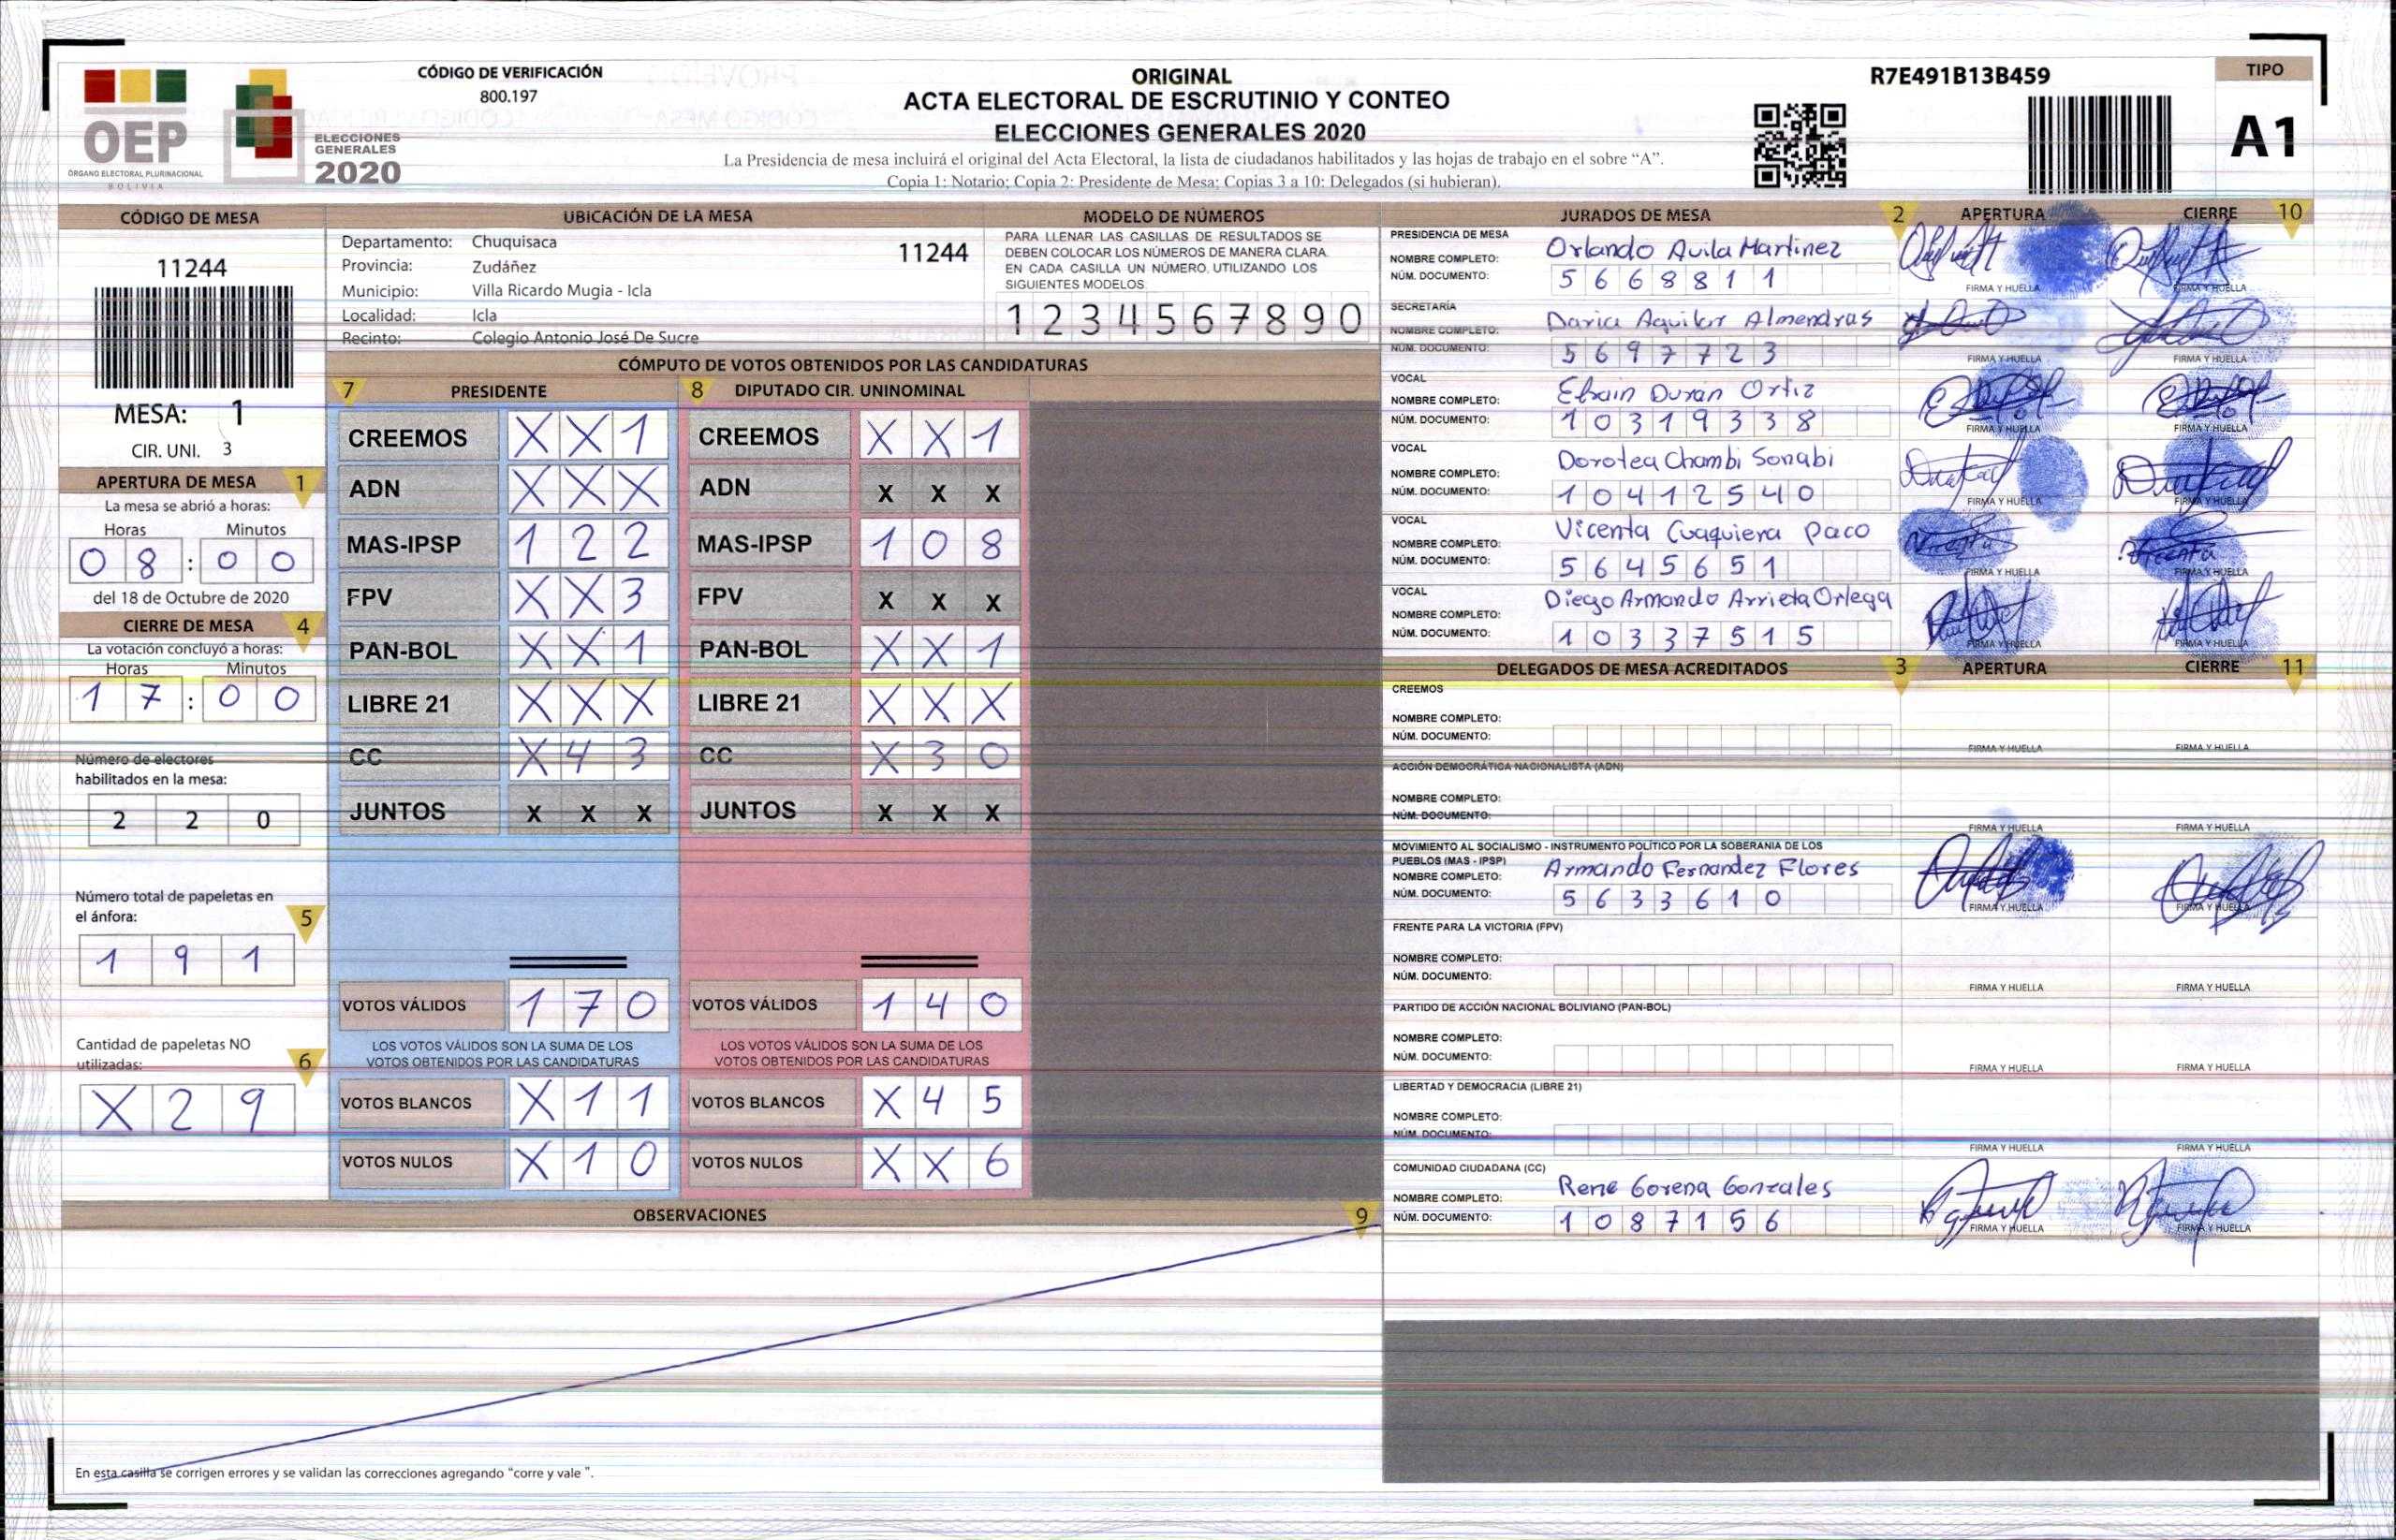 CÓDIGO DE VERIFICACIÓN
800.197
OEP
ÓRGANO ELECTORAL PLURINACIONAL
BOLIVIA
ELECCIONES
GENERALES
2020
ORIGINAL
ACTA ELECTORAL DE ESCRUTINIO Y CONTEO
ELECCIONES GENERALES 2020
La Presidencia de mesa incluirá el original del Acta Electoral, la lista de ciudadanos habilitados y las hojas de trabajo en el sobre “A”.
Copia 1: Notario; Copia 2: Presidente de Mesa; Copias 3 a 10: Delegados (si hubieran).
R7E491B13B459
TIPO
A1
CÓDIGO DE MESA
11244
MESA: 1
CIR. UNI. 3
APERTURA DE MESA 1
La mesa se abrió a horas:
Horas Minutos
0 8 : 0 0
del 18 de Octubre de 2020
CIERRE DE MESA 4
La votación concluyó a horas:
Horas Minutos
1 7 : 0 0
Número de electores
habilitados en la mesa:
2 2 0
Número total de papeletas en
el ánfora: 5
1 9 1
Cantidad de papeletas NO
utilizadas: 6
X 2 9
UBICACIÓN DE LA MESA
Departamento: Chuquisaca 11244
Provincia: Zudáñez
Municipio: Villa Ricardo Mugia - Icla
Localidad: Icla
Recinto: Colegio Antonio José De Sucre
MODELO DE NÚMEROS
PARA LLENAR LAS CASILLAS DE RESULTADOS SE
DEBEN COLOCAR LOS NÚMEROS DE MANERA CLARA.
EN CADA CASILLA UN NÚMERO, UTILIZANDO LOS
SIGUIENTES MODELOS
1 2 3 4 5 6 7 8 9 0
CÓMPUTO DE VOTOS OBTENIDOS POR LAS CANDIDATURAS
7 PRESIDENTE 8 DIPUTADO CIR. UNINOMINAL
CREEMOS X X 1 CREEMOS X X 1
ADN X X X ADN X X X
MAS-IPSP 1 2 2 MAS-IPSP 1 0 8
FPV X X 3 FPV X X X
PAN-BOL X X 1 PAN-BOL X X 1
LIBRE 21 X X X LIBRE 21 X X X
CC X 4 3 CC X 3 0
JUNTOS X X X JUNTOS X X X
VOTOS VÁLIDOS 1 7 0 VOTOS VÁLIDOS 1 4 0
LOS VOTOS VÁLIDOS SON LA SUMA DE LOS LOS VOTOS VÁLIDOS SON LA SUMA DE LOS
VOTOS OBTENIDOS POR LAS CANDIDATURAS VOTOS OBTENIDOS POR LAS CANDIDATURAS
VOTOS BLANCOS X 1 1 VOTOS BLANCOS X 4 5
VOTOS NULOS X 1 0 VOTOS NULOS X X 6
OBSERVACIONES 9
En esta casilla se corrigen errores y se validan las correcciones agregando “corre y vale ”.
JURADOS DE MESA 2 APERTURA CIERRE 10
PRESIDENCIA DE MESA
NOMBRE COMPLETO: Orlando Avila Martinez
NÚM. DOCUMENTO: 5 6 6 8 8 1 1
FIRMA Y HUELLA FIRMA Y HUELLA
SECRETARÍA
NOMBRE COMPLETO: Daria Aguilar Almendras
NÚM. DOCUMENTO: 5 6 9 7 7 2 3
FIRMA Y HUELLA FIRMA Y HUELLA
VOCAL
NOMBRE COMPLETO: Efrain Durán Ortiz
NÚM. DOCUMENTO: 1 0 3 1 9 3 3 8
FIRMA Y HUELLA FIRMA Y HUELLA
VOCAL
NOMBRE COMPLETO: Dorotea Chambi Sonabi
NÚM. DOCUMENTO: 1 0 4 1 2 5 4 0
FIRMA Y HUELLA FIRMA Y HUELLA
VOCAL
NOMBRE COMPLETO: Vicenta Cuaquiera Paco
NÚM. DOCUMENTO: 5 6 4 5 6 5 1
FIRMA Y HUELLA FIRMA Y HUELLA
VOCAL
NOMBRE COMPLETO: Diego Armando Arrieta Ortega
NÚM. DOCUMENTO: 1 0 3 3 7 5 1 5
FIRMA Y HUELLA FIRMA Y HUELLA
DELEGADOS DE MESA ACREDITADOS 3 APERTURA CIERRE 11
CREEMOS
NOMBRE COMPLETO:
NÚM. DOCUMENTO:
FIRMA Y HUELLA FIRMA Y HUELLA
ACCIÓN DEMOCRÁTICA NACIONALISTA (ADN)
NOMBRE COMPLETO:
NÚM. DOCUMENTO:
FIRMA Y HUELLA FIRMA Y HUELLA
MOVIMIENTO AL SOCIALISMO - INSTRUMENTO POLÍTICO POR LA SOBERANIA DE LOS
PUEBLOS (MAS - IPSP)
NOMBRE COMPLETO: Armando Fernandez Flores
NÚM. DOCUMENTO: 5 6 3 3 6 1 0
FIRMA Y HUELLA FIRMA Y HUELLA
FRENTE PARA LA VICTORIA (FPV)
NOMBRE COMPLETO:
NÚM. DOCUMENTO:
FIRMA Y HUELLA FIRMA Y HUELLA
PARTIDO DE ACCIÓN NACIONAL BOLIVIANO (PAN-BOL)
NOMBRE COMPLETO:
NÚM. DOCUMENTO:
FIRMA Y HUELLA FIRMA Y HUELLA
LIBERTAD Y DEMOCRACIA (LIBRE 21)
NOMBRE COMPLETO:
NÚM. DOCUMENTO:
FIRMA Y HUELLA FIRMA Y HUELLA
COMUNIDAD CIUDADANA (CC)
NOMBRE COMPLETO: Rene Gorena Gonzales
NÚM. DOCUMENTO: 1 0 8 7 1 5 6
FIRMA Y HUELLA FIRMA Y HUELLA